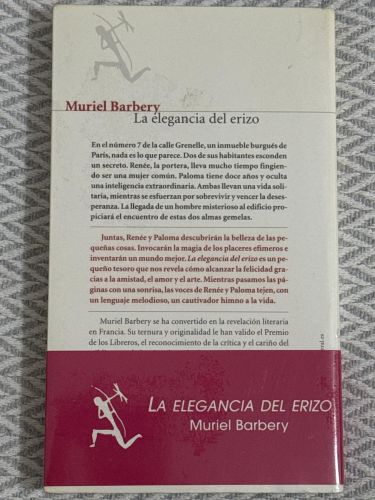 Muriel Barbery
La elegancia del erizo
En el número 7 de la calle Grenelle, un inmueble burgués de
París, nada es lo que parece. Dos de sus habitantes esconden
un secreto. Renée, la portera, lleva mucho tiempo fingien-
do ser una mujer común. Paloma tiene doce años y oculta
una inteligencia extraordinaria. Ambas llevan una vida soli-
taria, mientras se esfuerzan por sobrevivir y vencer la deses-
peranza. La llegada de un hombre misterioso al edificio pro-
piciará el encuentro de estas dos almas gemelas.
Juntas, Renée y Paloma descubrirán la belleza de las pe-
queñas cosas. Invocarán la magia de los placeres efímeros e
inventarán un mundo mejor. La elegancia del erizo es un pe-
queño tesoro que nos revela cómo alcanzar la felicidad gra-
cias a la amistad, el amor y el arte. Mientras pasamos las pá-
ginas con una sonrisa, las voces de Renée y Paloma tejen, con
un lenguaje melodioso, un cautivador himno a la vida.
Muriel Barbery se ha convertido en la revelación literaria
en Francia. Su ternura y originalidad le han valido el Premio
de los Libreros, el reconocimiento de la crítica y el cariño del
LA ELEGANCIA DEL ERIZO
Muriel Barbery